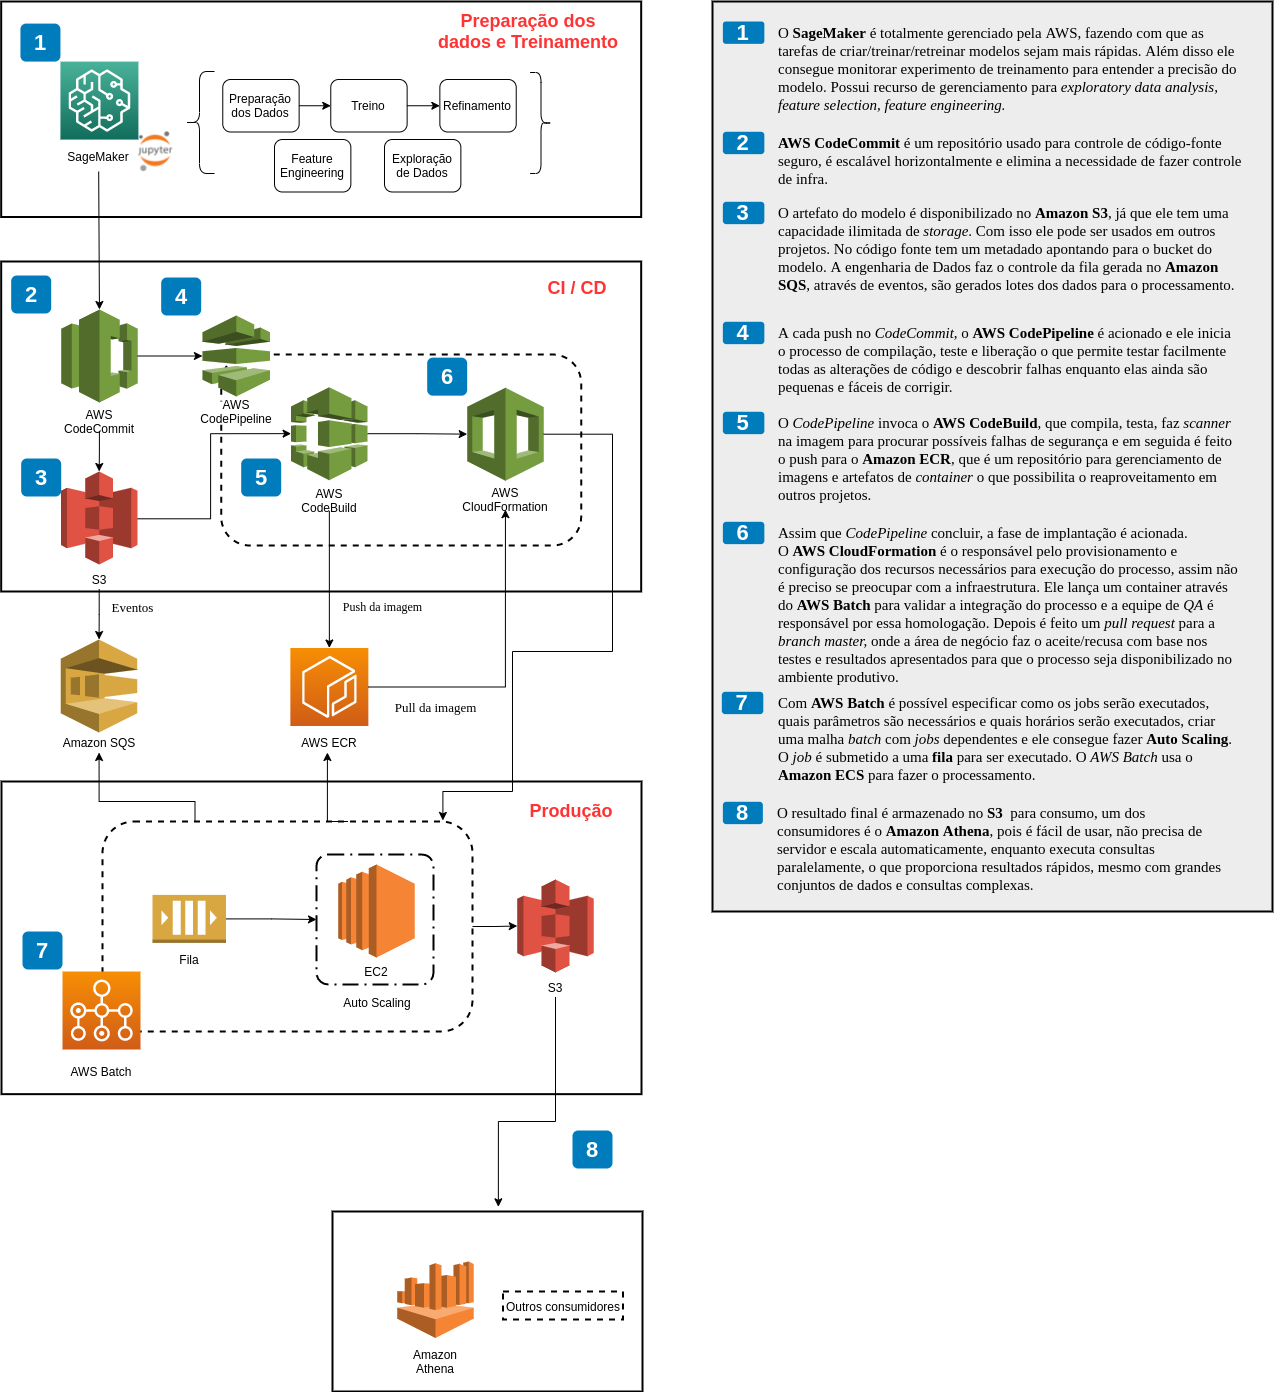 Preparação dos
dados e Treinamento
1
SageMaker
jupyter
Preparação
dos Dados
Treino
Refinamento
Feature
Engineering
Exploração
de Dados
CI / CD
2
4
6
AWS
CodeCommit
AWS
CodePipeline
3
5
AWS
CodeBuild
AWS
CloudFormation
S3
Eventos
Push da imagem
Pull da imagem
Amazon SQS
AWS ECR
Produção
Fila
EC2
Auto Scaling
7
S3
AWS Batch
8
Amazon
Athena
Outros consumidores
1
O SageMaker é totalmente gerenciado pela AWS, fazendo com que as
tarefas de criar/treinar/retreinar modelos sejam mais rápidas. Além disso ele
consegue monitorar experimento de treinamento para entender a precisão do
modelo. Possui recurso de gerenciamento para exploratory data analysis,
feature selection, feature engineering.
2
AWS CodeCommit é um repositório usado para controle de código-fonte
seguro, é escalável horizontalmente e elimina a necessidade de fazer controle
de infra.
3
O artefato do modelo é disponibilizado no Amazon S3, já que ele tem uma
capacidade ilimitada de storage. Com isso ele pode ser usados em outros
projetos. No código fonte tem um metadado apontando para o bucket do
modelo. A engenharia de Dados faz o controle da fila gerada no Amazon
SQS, através de eventos, são gerados lotes dos dados para o processamento.
4
A cada push no CodeCommit, o AWS CodePipeline é acionado e ele inicia
o processo de compilação, teste e liberação o que permite testar facilmente
todas as alterações de código e descobrir falhas enquanto elas ainda são
pequenas e fáceis de corrigir.
5
O CodePipeline invoca o AWS CodeBuild, que compila, testa, faz scanner
na imagem para procurar possíveis falhas de segurança e em seguida é feito
o push para o Amazon ECR, que é um repositório para gerenciamento de
imagens e artefatos de container o que possibilita o reaproveitamento em
outros projetos.
6
Assim que CodePipeline concluir, a fase de implantação é acionada.
O AWS CloudFormation é o responsável pelo provisionamento e
configuração dos recursos necessários para execução do processo, assim não
é preciso se preocupar com a infraestrutura. Ele lança um container através
do AWS Batch para validar a integração do processo e a equipe de QA é
responsável por essa homologação. Depois é feito um pull request para a
branch master, onde a área de negócio faz o aceite/recusa com base nos
testes e resultados apresentados para que o processo seja disponibilizado no
ambiente produtivo.
7
Com AWS Batch é possível especificar como os jobs serão executados,
quais parâmetros são necessários e quais horários serão executados, criar
uma malha batch com jobs dependentes e ele consegue fazer Auto Scaling.
O job é submetido a uma fila para ser executado. O AWS Batch usa o
Amazon ECS para fazer o processamento.
8
O resultado final é armazenado no S3  para consumo, um dos
consumidores é o Amazon Athena, pois é fácil de usar, não precisa de
servidor e escala automaticamente, enquanto executa consultas
paralelamente, o que proporciona resultados rápidos, mesmo com grandes
conjuntos de dados e consultas complexas.